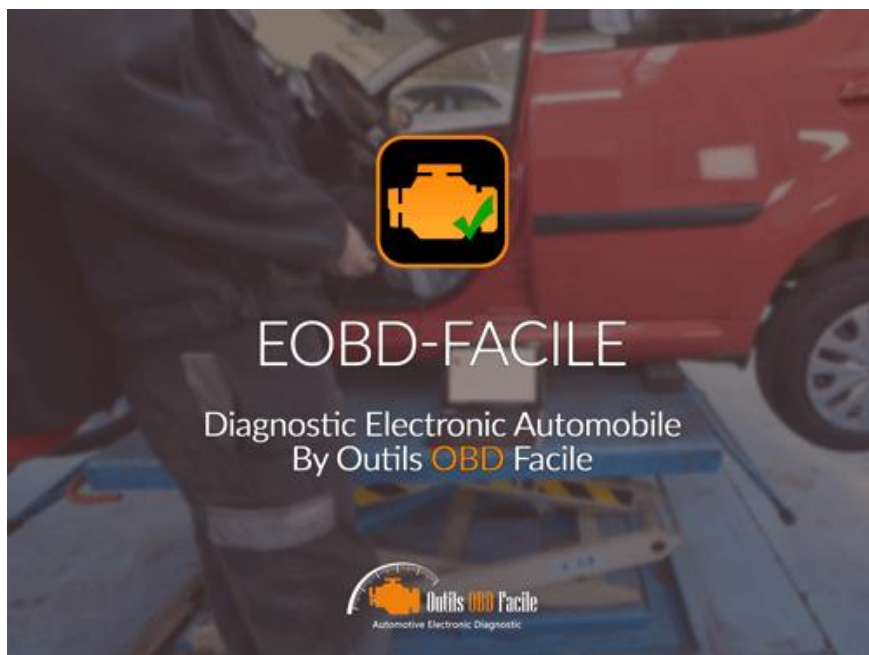 EOBD-FACILE
Diagnostic Electronic Automobile
By Outils OBD Facile
Outils OBD Facile
Automotive Electronic Diagnostic